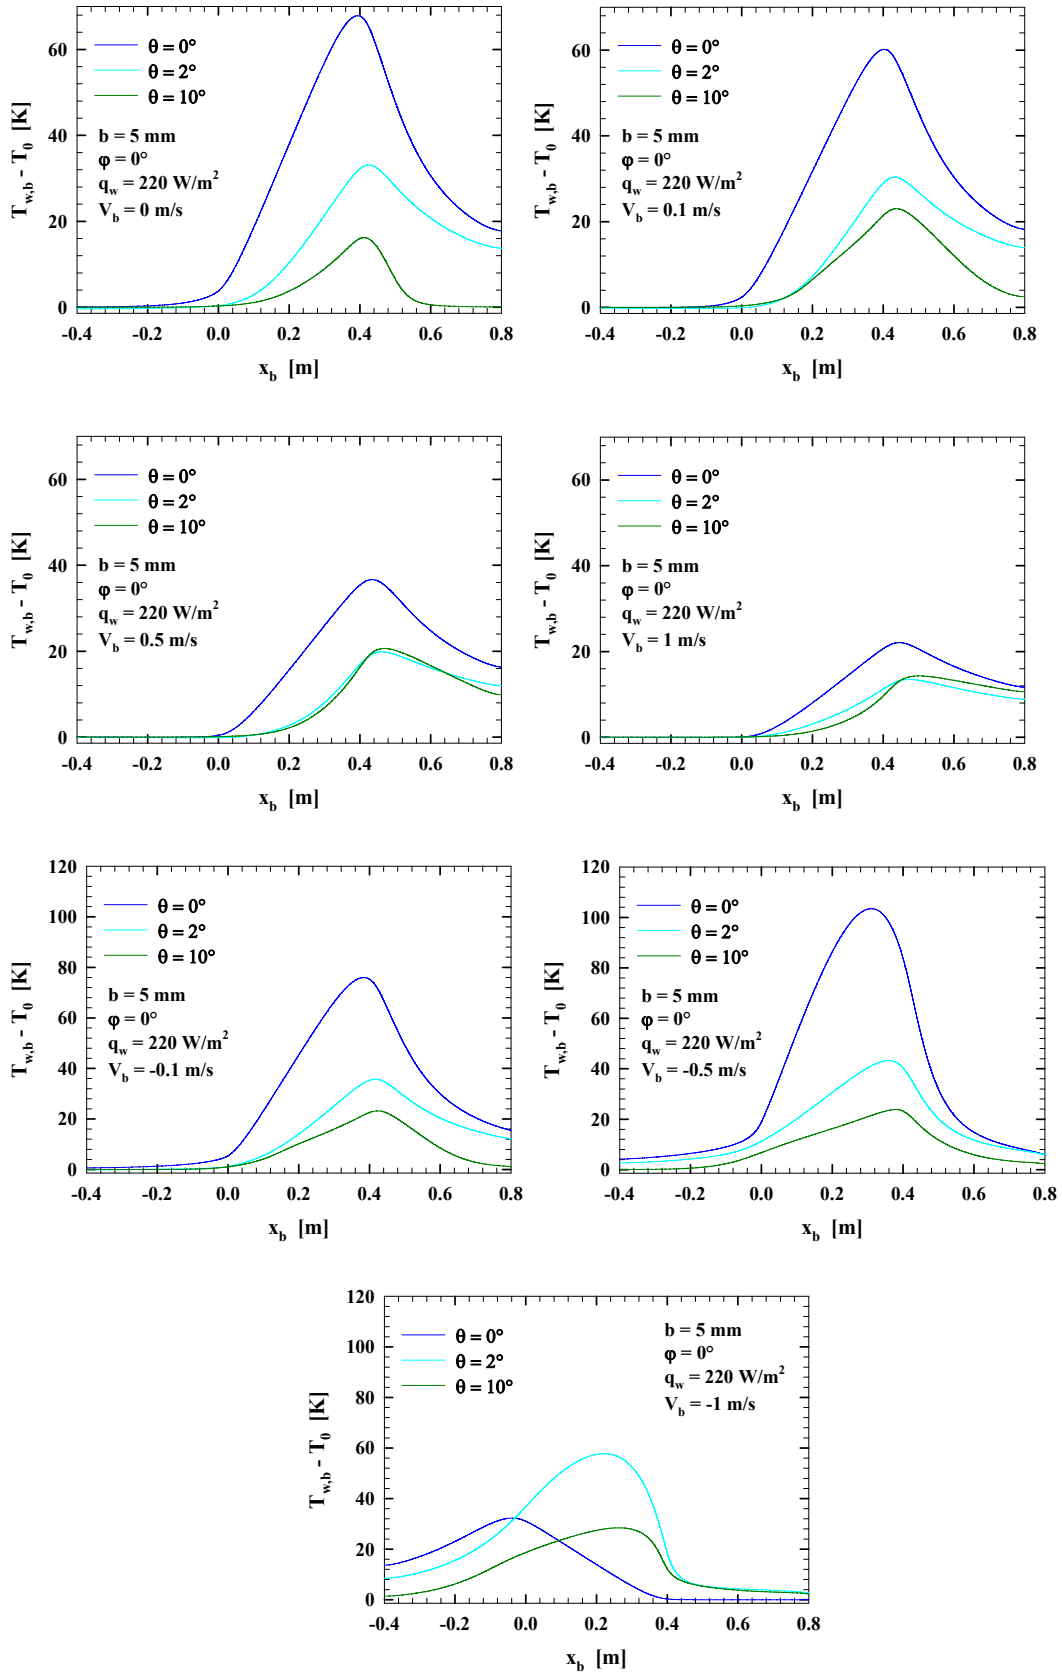 θ = 0°
θ = 2°
θ = 10°
b = 5 mm
φ = 0°
q_w = 220 W/m²
V_b = 0 m/s
T_w,b - T_0 [K]
60
40
20
0
-0.4 -0.2 0.0 0.2 0.4 0.6 0.8
x_b [m]
θ = 0°
θ = 2°
θ = 10°
b = 5 mm
φ = 0°
q_w = 220 W/m²
V_b = 0.1 m/s
T_w,b - T_0 [K]
60
40
20
0
-0.4 -0.2 0.0 0.2 0.4 0.6 0.8
x_b [m]
θ = 0°
θ = 2°
θ = 10°
b = 5 mm
φ = 0°
q_w = 220 W/m²
V_b = 0.5 m/s
T_w,b - T_0 [K]
60
40
20
0
-0.4 -0.2 0.0 0.2 0.4 0.6 0.8
x_b [m]
θ = 0°
θ = 2°
θ = 10°
b = 5 mm
φ = 0°
q_w = 220 W/m²
V_b = 1 m/s
T_w,b - T_0 [K]
60
40
20
0
-0.4 -0.2 0.0 0.2 0.4 0.6 0.8
x_b [m]
θ = 0°
θ = 2°
θ = 10°
b = 5 mm
φ = 0°
q_w = 220 W/m²
V_b = -0.1 m/s
T_w,b - T_0 [K]
120
100
80
60
40
20
0
-0.4 -0.2 0.0 0.2 0.4 0.6 0.8
x_b [m]
θ = 0°
θ = 2°
θ = 10°
b = 5 mm
φ = 0°
q_w = 220 W/m²
V_b = -0.5 m/s
T_w,b - T_0 [K]
120
100
80
60
40
20
0
-0.4 -0.2 0.0 0.2 0.4 0.6 0.8
x_b [m]
θ = 0°
θ = 2°
θ = 10°
b = 5 mm
φ = 0°
q_w = 220 W/m²
V_b = -1 m/s
T_w,b - T_0 [K]
120
100
80
60
40
20
0
-0.4 -0.2 0.0 0.2 0.4 0.6 0.8
x_b [m]